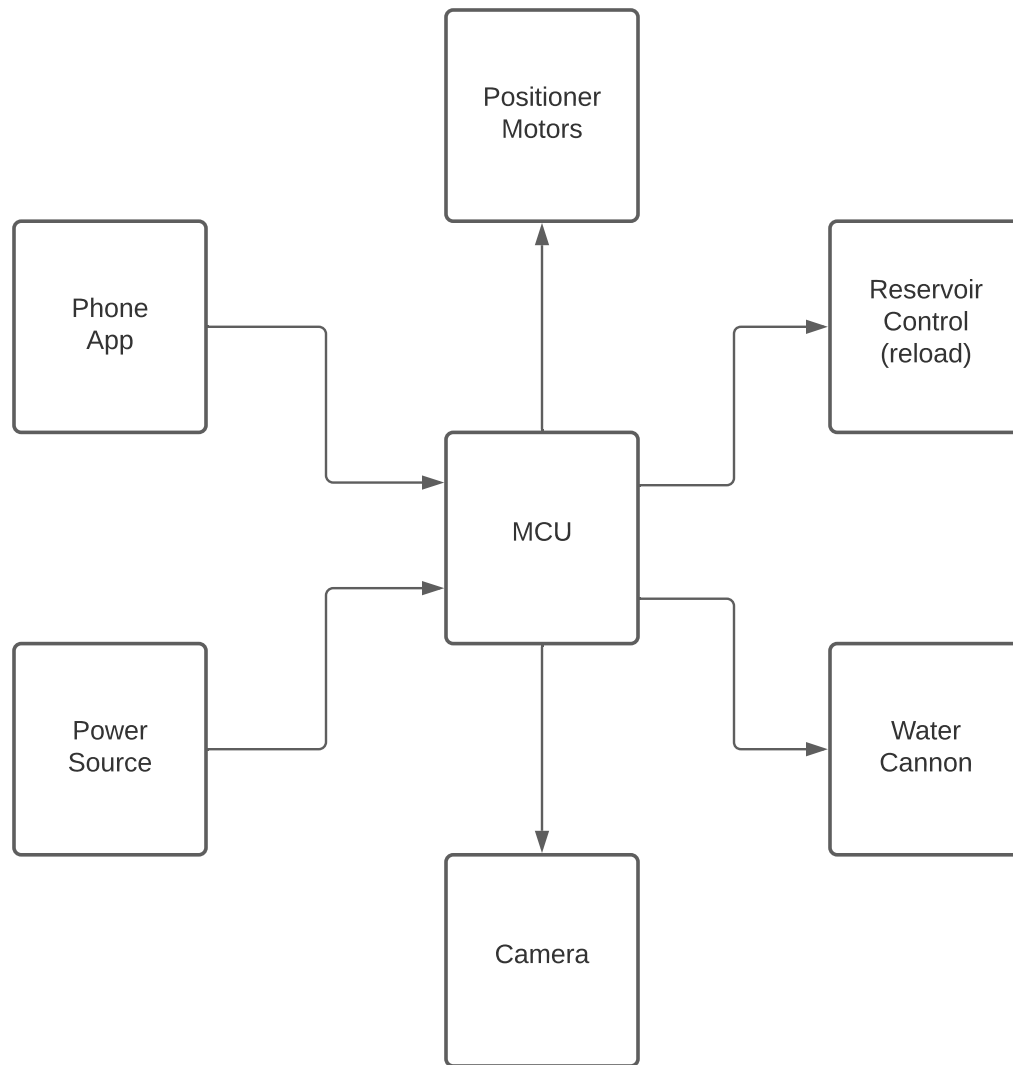 Positioner
Motors
Phone
App
Reservoir
Control
(reload)
MCU
Power
Source
Water
Cannon
Camera